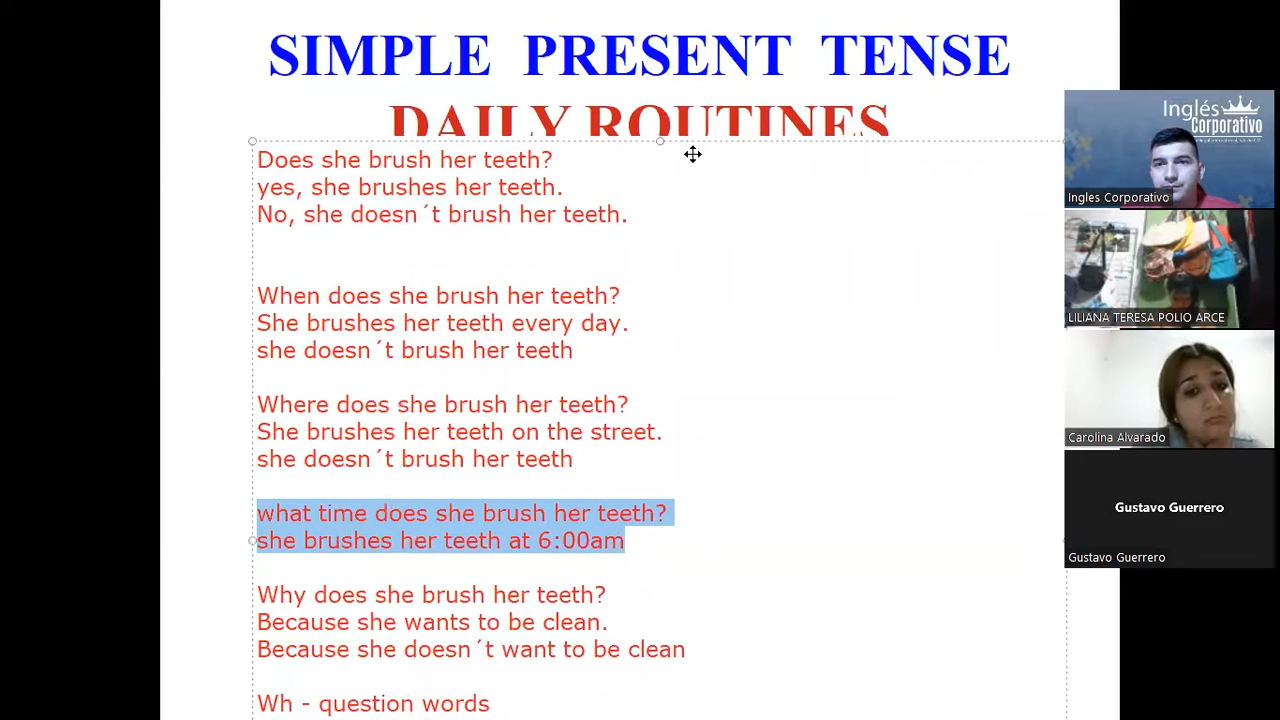 SIMPLE PRESENT TENSE
DAILY ROUTINES
Does she brush her teeth?
yes, she brushes her teeth.
No, she doesn´t brush her teeth.
When does she brush her teeth?
She brushes her teeth every day.
she doesn´t brush her teeth
Where does she brush her teeth?
She brushes her teeth on the street.
she doesn´t brush her teeth
what time does she brush her teeth?
she brushes her teeth at 6:00am
Why does she brush her teeth?
Because she wants to be clean.
Because she doesn´t want to be clean
Wh - question words
Inglés
Corporativo
Ingles Corporativo
LILIANA TERESA POLIO ARCE
Carolina Alvarado
Gustavo Guerrero
Gustavo Guerrero